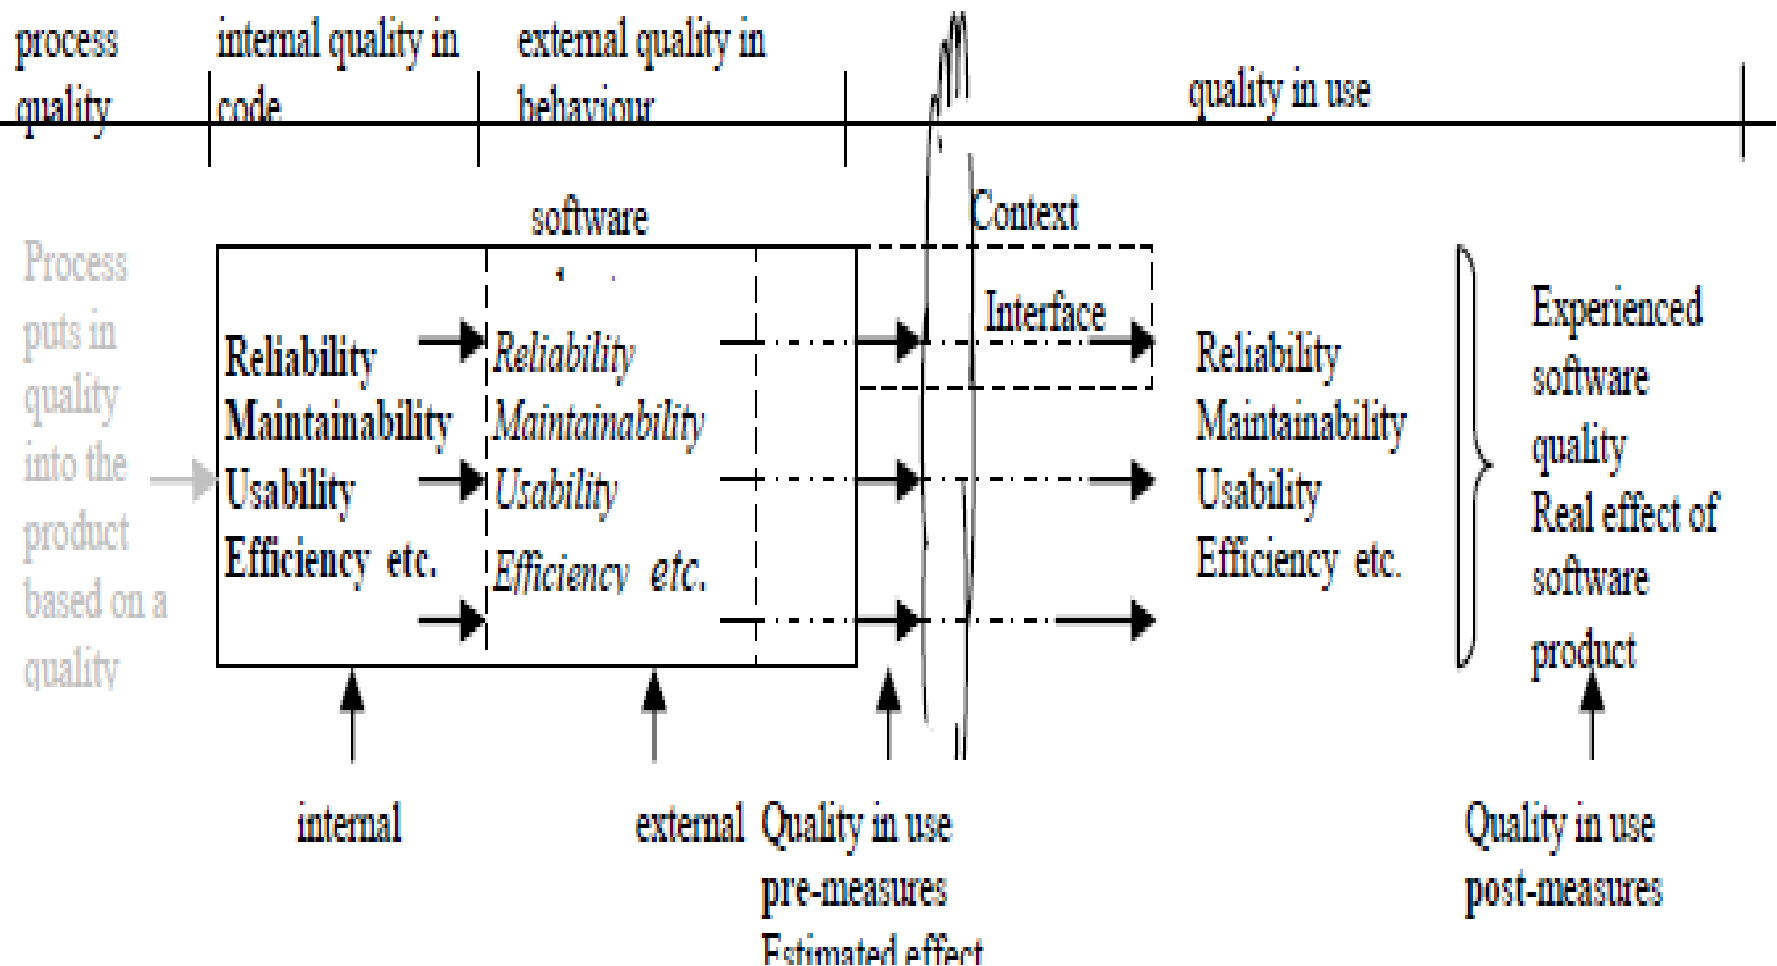 process
quality
internal quality in
code
external quality in
behaviour
quality in use
software
Context
Interface
Process
puts in
quality
into the
product
based on a
quality
Reliability
Maintainability
Usability
Efficiency etc.
Reliability
Maintainability
Usability
Efficiency etc.
Reliability
Maintainability
Usability
Efficiency etc.
Experienced
software
quality
Real effect of
software
product
internal
external
Quality in use
pre-measures
Estimated effect
Quality in use
post-measures